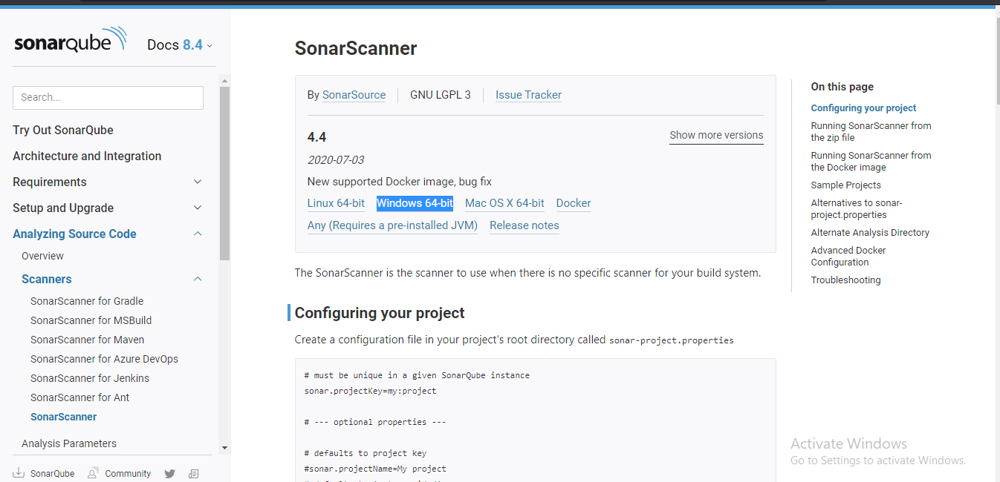 sonarqube
Docs 8.4
Search...
Try Out SonarQube
Architecture and Integration
Requirements
Setup and Upgrade
Analyzing Source Code
Overview
Scanners
SonarScanner for Gradle
SonarScanner for MSBuild
SonarScanner for Maven
SonarScanner for Azure DevOps
SonarScanner for Jenkins
SonarScanner for Ant
SonarScanner
Analysis Parameters
SonarQube Community
SonarScanner
By SonarSource GNU LGPL 3 Issue Tracker
4.4 Show more versions
2020-07-03
New supported Docker image, bug fix
Linux 64-bit Windows 64-bit Mac OS X 64-bit Docker
Any (Requires a pre-installed JVM) Release notes
The SonarScanner is the scanner to use when there is no specific scanner for your build system.
Configuring your project
Create a configuration file in your project's root directory called sonar-project.properties
# must be unique in a given SonarQube instance
sonar.projectKey=my:project
# --- optional properties ---
# defaults to project key
#sonar.projectName=My project
On this page
Configuring your project
Running SonarScanner from
the zip file
Running SonarScanner from
the Docker image
Sample Projects
Alternatives to sonar-
project.properties
Alternate Analysis Directory
Advanced Docker
Configuration
Troubleshooting
Activate Windows
Go to Settings to activate Windows.